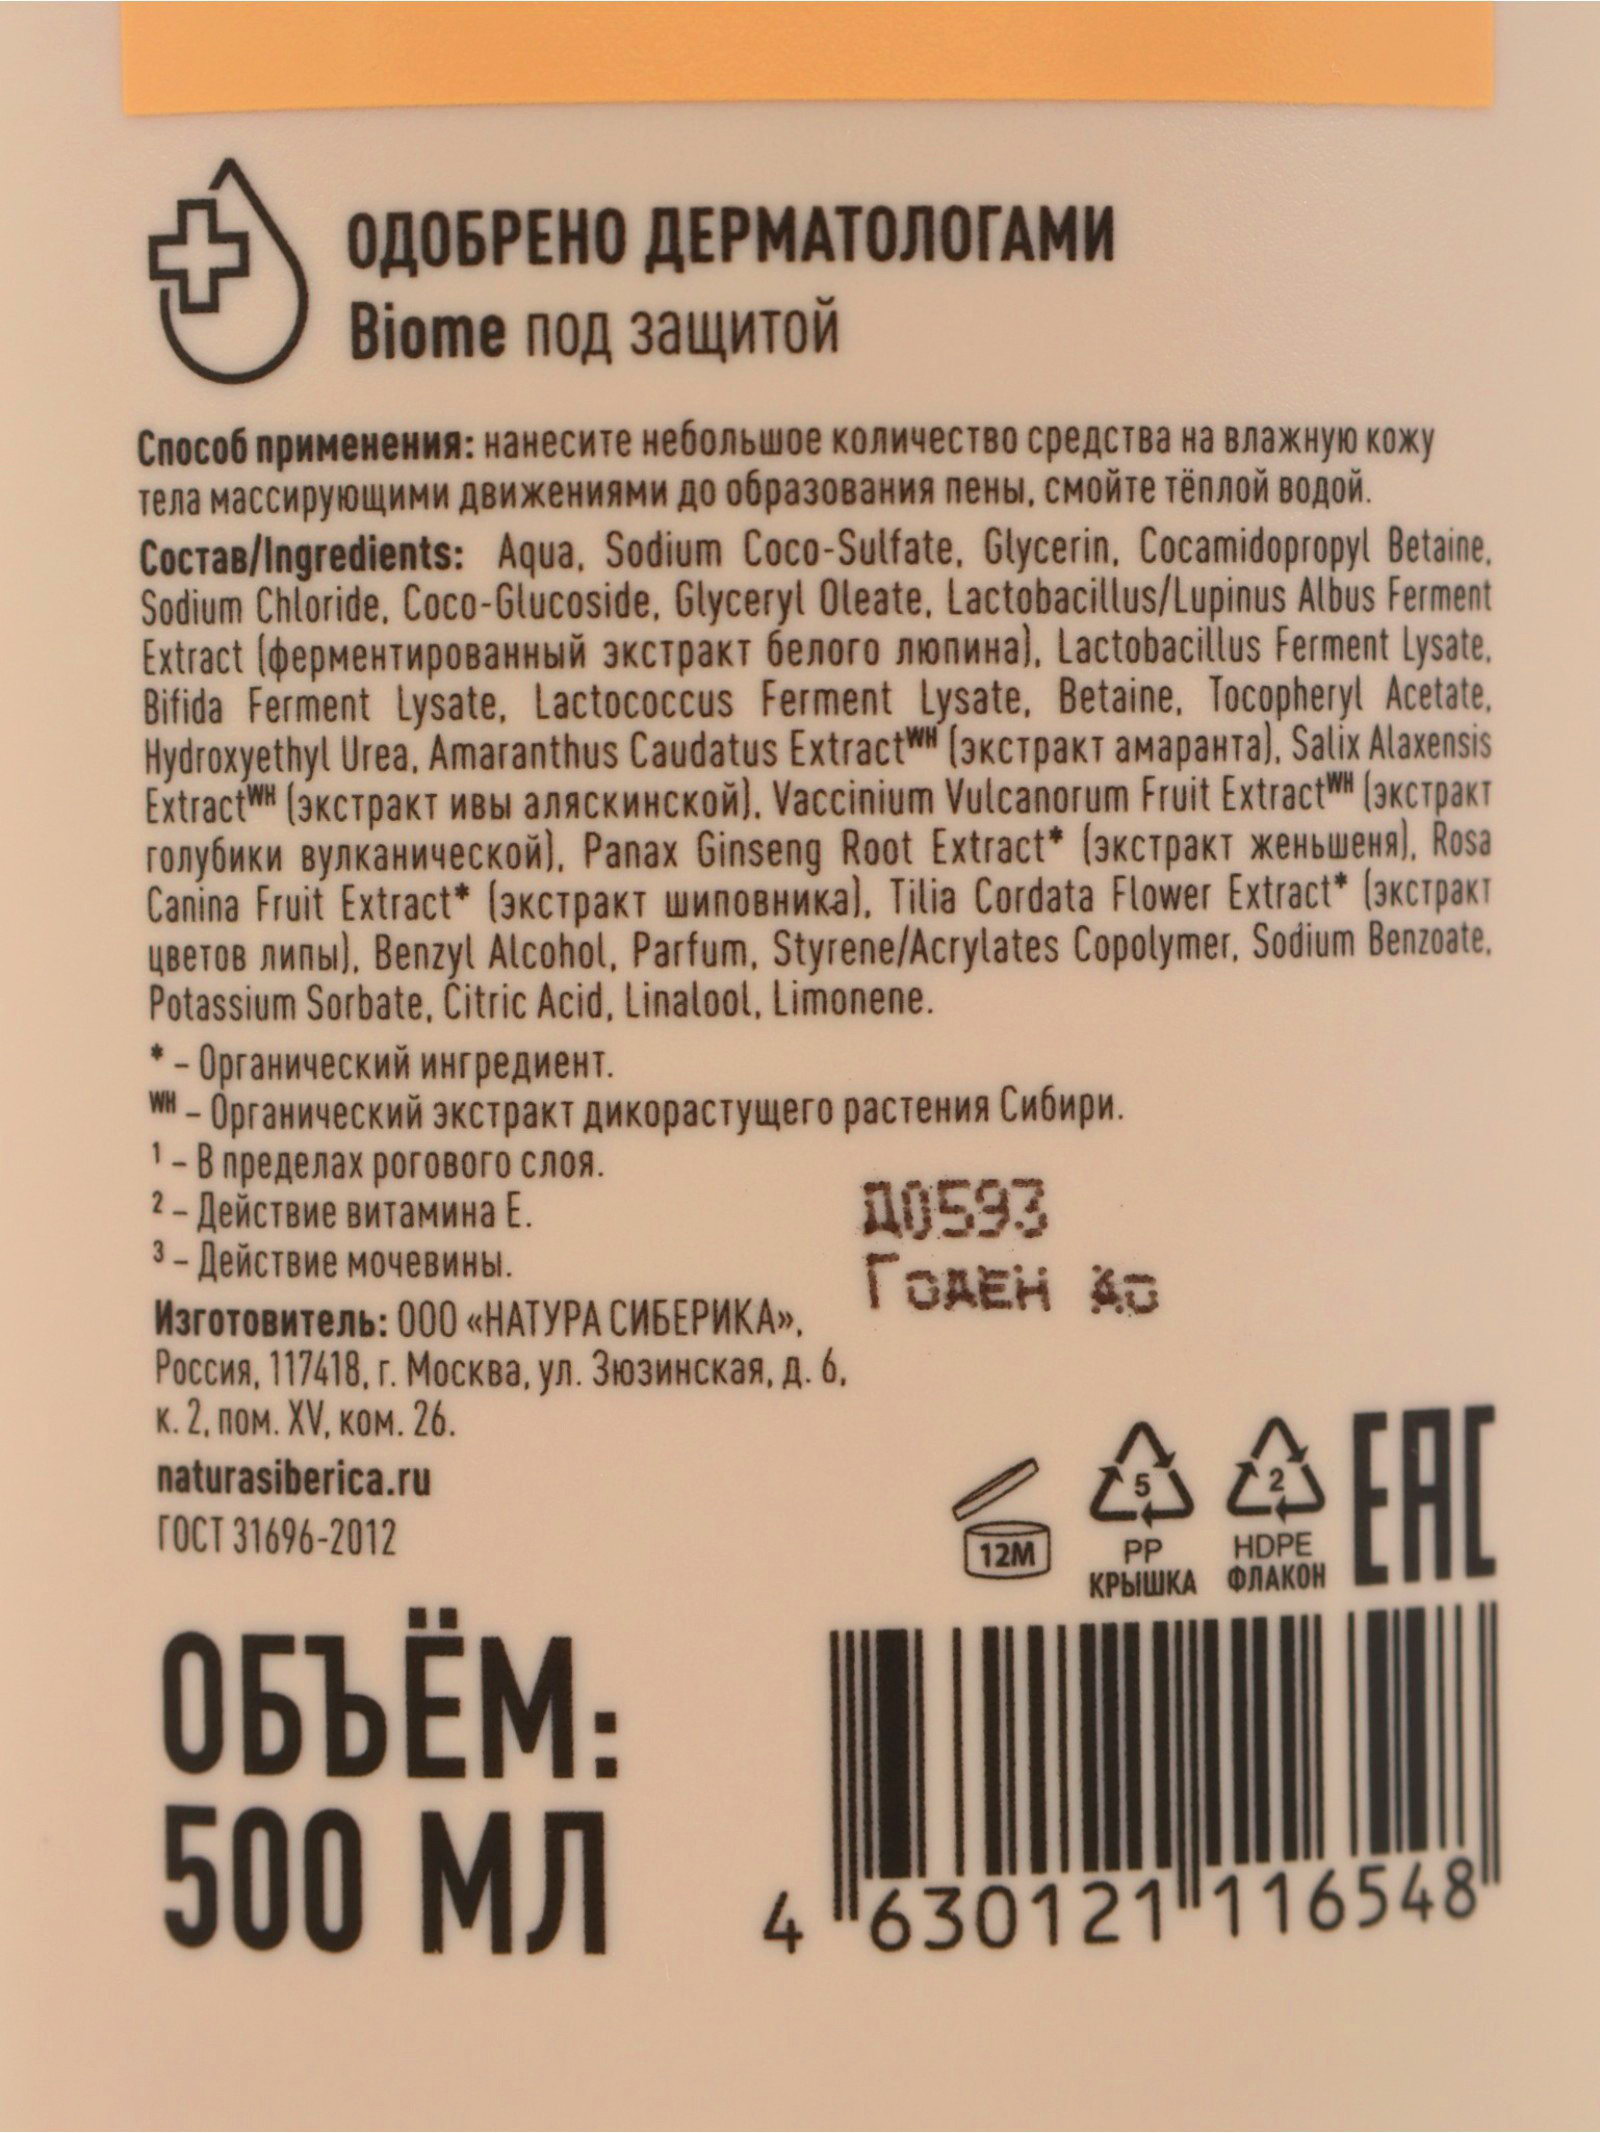 ОДОБРЕНО ДЕРМАТОЛОГАМИ
Biome под защитой
Способ применения: нанесите небольшое количество средства на влажную кожу
тела массирующими движениями до образования пены, смойте тёплой водой.
Состав/Ingredients: Aqua, Sodium Coco-Sulfate, Glycerin, Cocamidopropyl Betaine,
Sodium Chloride, Coco-Glucoside, Glyceryl Oleate, Lactobacillus/Lupinus Albus Ferment
Extract (ферментированный экстракт белого люпина), Lactobacillus Ferment Lysate,
Bifida Ferment Lysate, Lactococcus Ferment Lysate, Betaine, Tocopheryl Acetate,
Hydroxyethyl Urea, Amaranthus Caudatus Extractᵂᴴ (экстракт амаранта), Salix Alaxensis
Extractᵂᴴ (экстракт ивы аляскинской), Vaccinium Vulcanorum Fruit Extractᵂᴴ (экстракт
голубики вулканической), Panax Ginseng Root Extract* (экстракт женьшеня), Rosa
Canina Fruit Extract* (экстракт шиповника), Tilia Cordata Flower Extract* (экстракт
цветов липы), Benzyl Alcohol, Parfum, Styrene/Acrylates Copolymer, Sodium Benzoate,
Potassium Sorbate, Citric Acid, Linalool, Limonene.
* – Органический ингредиент.
ᵂᴴ – Органический экстракт дикорастущего растения Сибири.
¹ – В пределах рогового слоя.
² – Действие витамина Е.
³ – Действие мочевины.
Д0593
Годен до
Изготовитель: ООО «НАТУРА СИБЕРИКА»,
Россия, 117418, г. Москва, ул. Зюзинская, д. 6,
к. 2, пом. XV, ком. 26.
naturasiberica.ru
ГОСТ 31696-2012
12М
5
PP
КРЫШКА
2
HDPE
ФЛАКОН
EAC
ОБЪЁМ:
500 МЛ
4 630121 116548